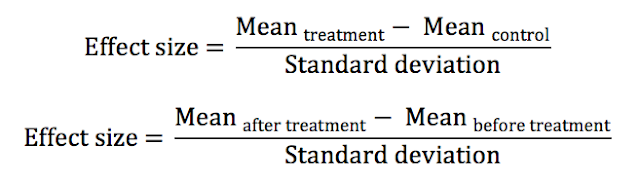 Effect size = Mean treatment − Mean control / Standard deviation
Effect size = Mean after treatment − Mean before treatment / Standard deviation